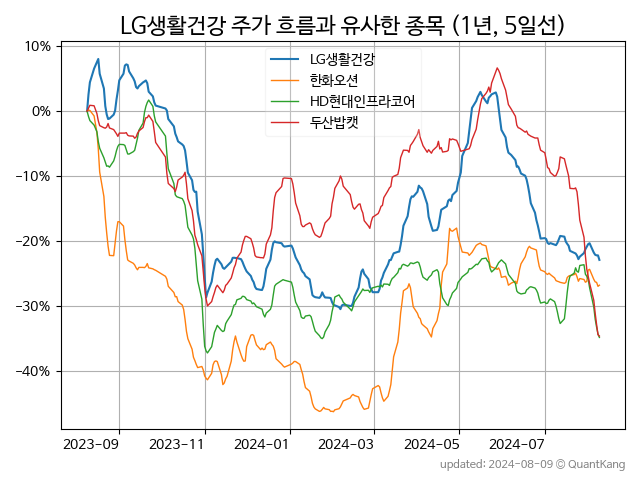 LG생활건강 주가 흐름과 유사한 종목 (1년, 5일선)
LG생활건강
한화오션
HD현대인프라코어
두산밥캣
10%
0%
−10%
−20%
−30%
−40%
2023-09 2023-11 2024-01 2024-03 2024-05 2024-07
updated: 2024-08-09 © QuantKang